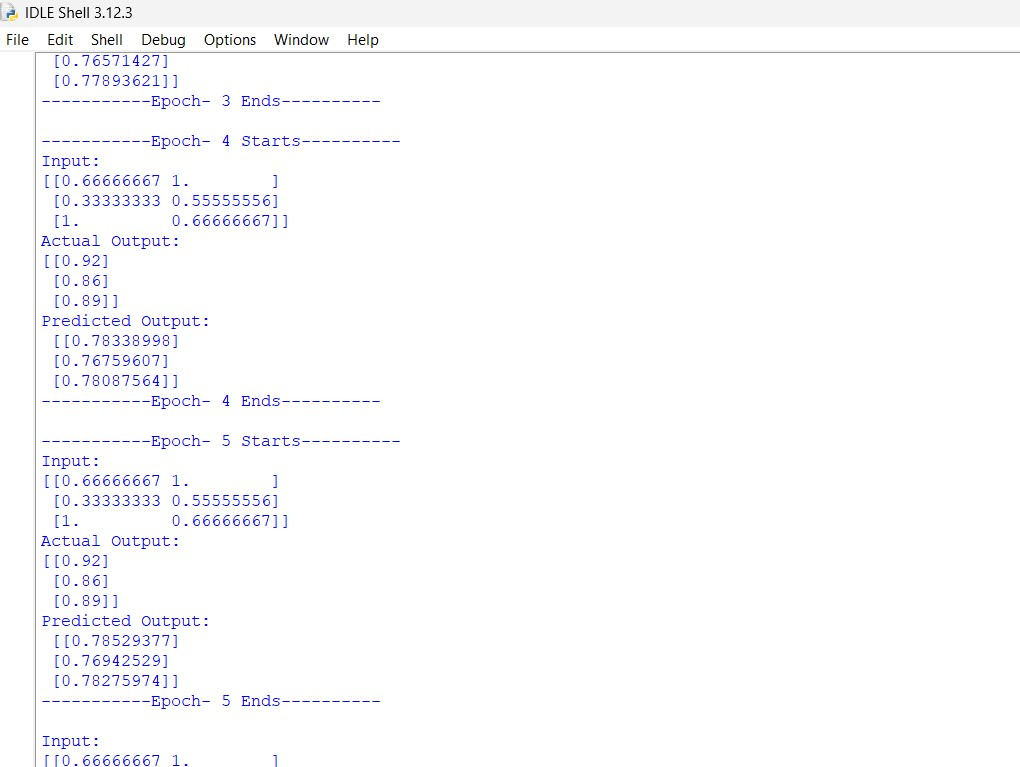 IDLE Shell 3.12.3
File Edit Shell Debug Options Window Help
 [0.76571427]
 [0.77893621]]
-----------Epoch- 3 Ends----------

-----------Epoch- 4 Starts----------
Input:
[[0.66666667 1.        ]
 [0.33333333 0.55555556]
 [1.         0.66666667]]
Actual Output:
[[0.92]
 [0.86]
 [0.89]]
Predicted Output:
 [[0.78338998]
 [0.76759607]
 [0.78087564]]
-----------Epoch- 4 Ends----------

-----------Epoch- 5 Starts----------
Input:
[[0.66666667 1.        ]
 [0.33333333 0.55555556]
 [1.         0.66666667]]
Actual Output:
[[0.92]
 [0.86]
 [0.89]]
Predicted Output:
 [[0.78529377]
 [0.76942529]
 [0.78275974]]
-----------Epoch- 5 Ends----------

Input:
[[0.66666667 1.        ]